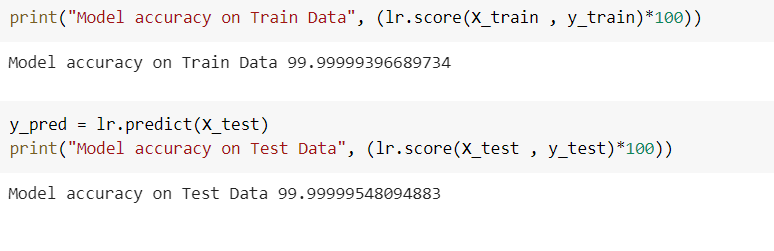 print("Model accuracy on Train Data", (lr.score(X_train , y_train)*100))
Model accuracy on Train Data 99.99999396689734
y_pred = lr.predict(X_test)
print("Model accuracy on Test Data", (lr.score(X_test , y_test)*100))
Model accuracy on Test Data 99.99999548094883